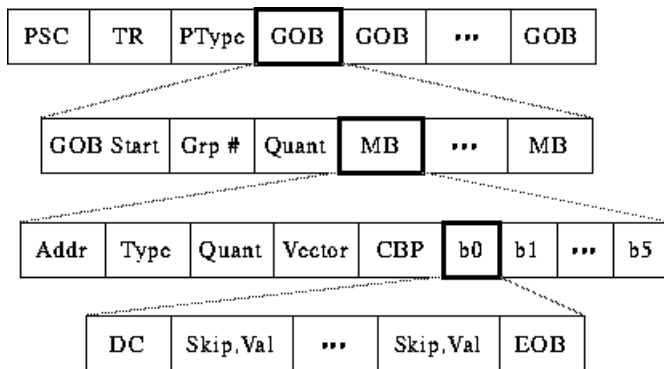 PSC TR PType GOB GOB ... GOB
GOB Start Grp # Quant MB ... MB
Addr Type Quant Vector CBP b0 b1 ... b5
DC Skip,Val ... Skip,Val EOB